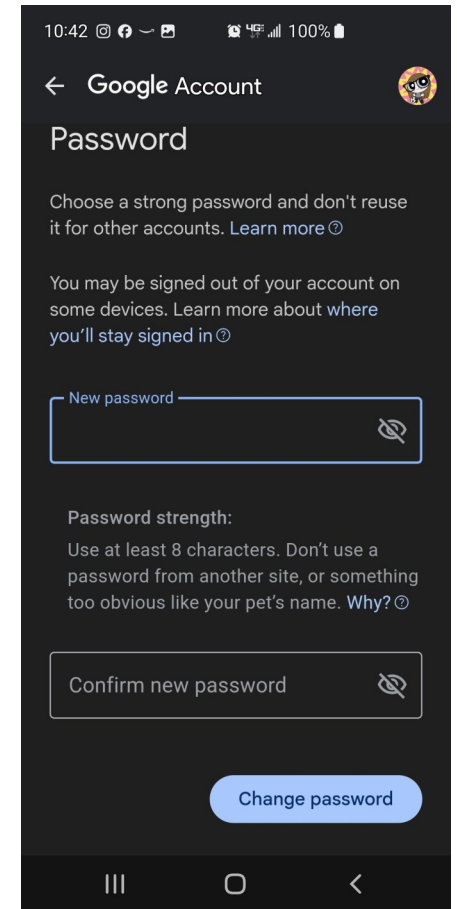 10:42 4GE 100%
Google Account
Password
Choose a strong password and don't reuse
it for other accounts. Learn more
You may be signed out of your account on
some devices. Learn more about where
you'll stay signed in
New password
Password strength:
Use at least 8 characters. Don't use a
password from another site, or something
too obvious like your pet's name. Why?
Confirm new password
Change password